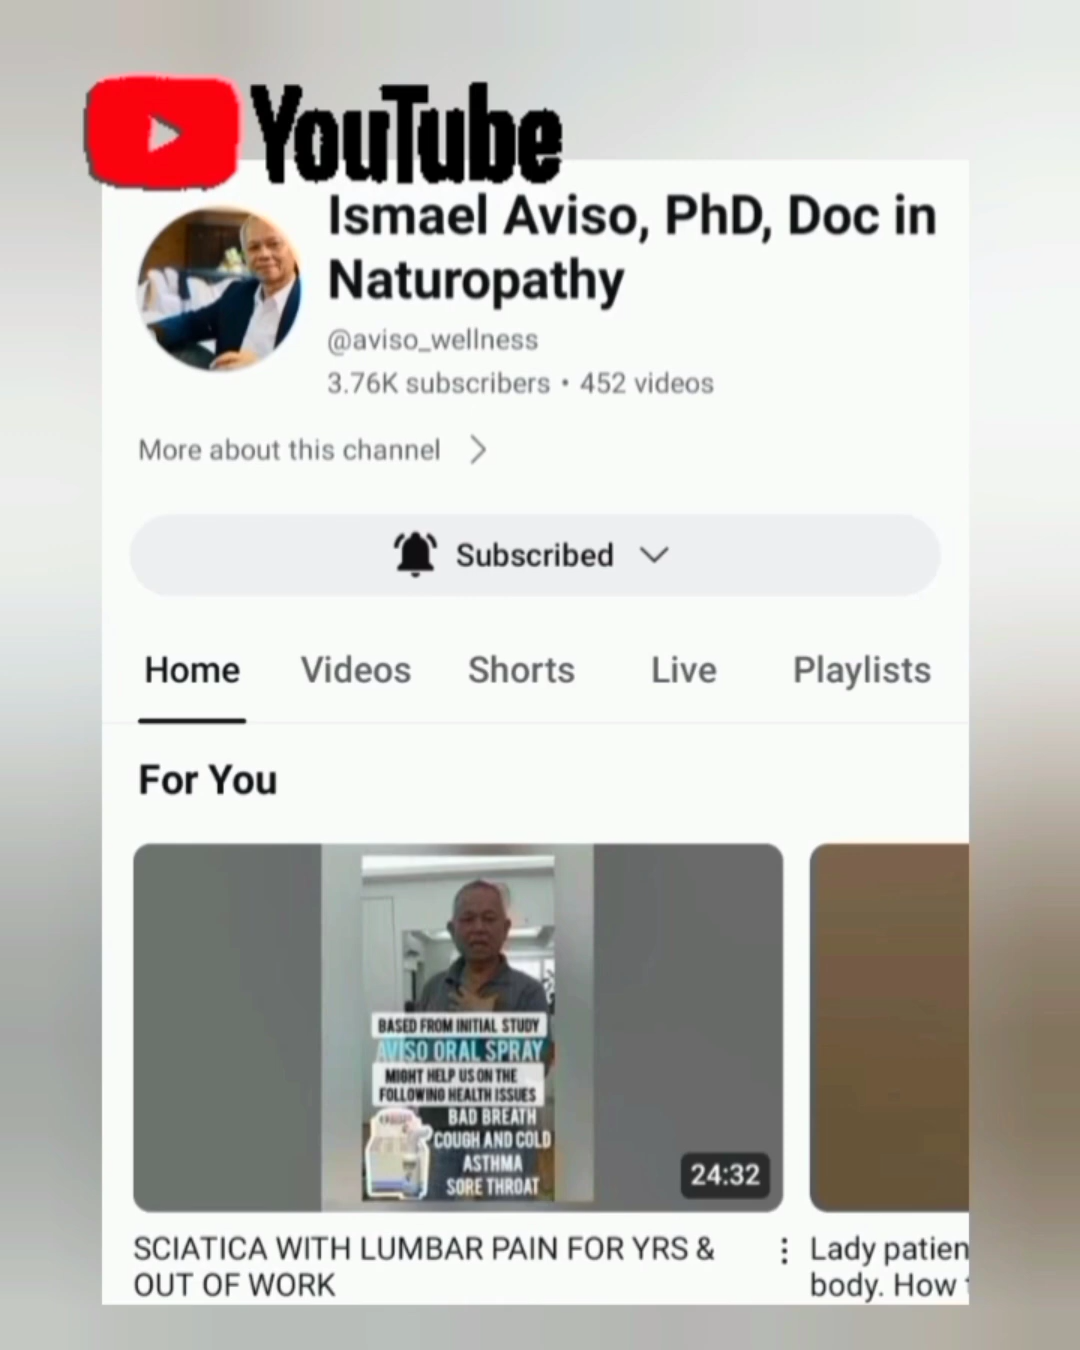 YouTube
Ismael Aviso, PhD, Doc in
Naturopathy
@aviso_wellness
3.76K subscribers • 452 videos
More about this channel
Subscribed
Home Videos Shorts Live Playlists
For You
BASED FROM INITIAL STUDY
AVISO ORAL SPRAY
MIGHT HELP US ON THE
FOLLOWING HEALTH ISSUES
BAD BREATH
COUGH AND COLD
ASTHMA
SORE THROAT
24:32
SCIATICA WITH LUMBAR PAIN FOR YRS &
OUT OF WORK
Lady patien
body. How